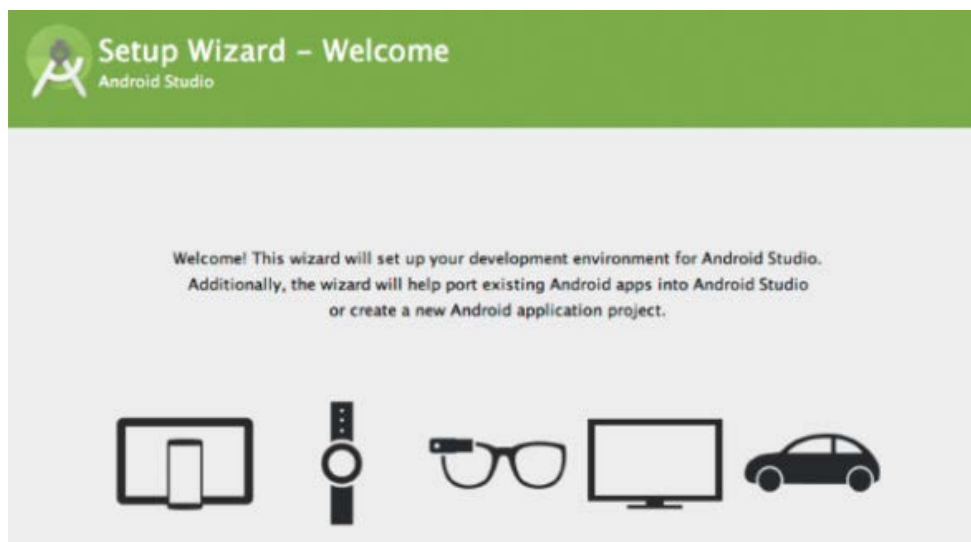 Setup Wizard – Welcome
Android Studio
Welcome! This wizard will set up your development environment for Android Studio.
Additionally, the wizard will help port existing Android apps into Android Studio
or create a new Android application project.